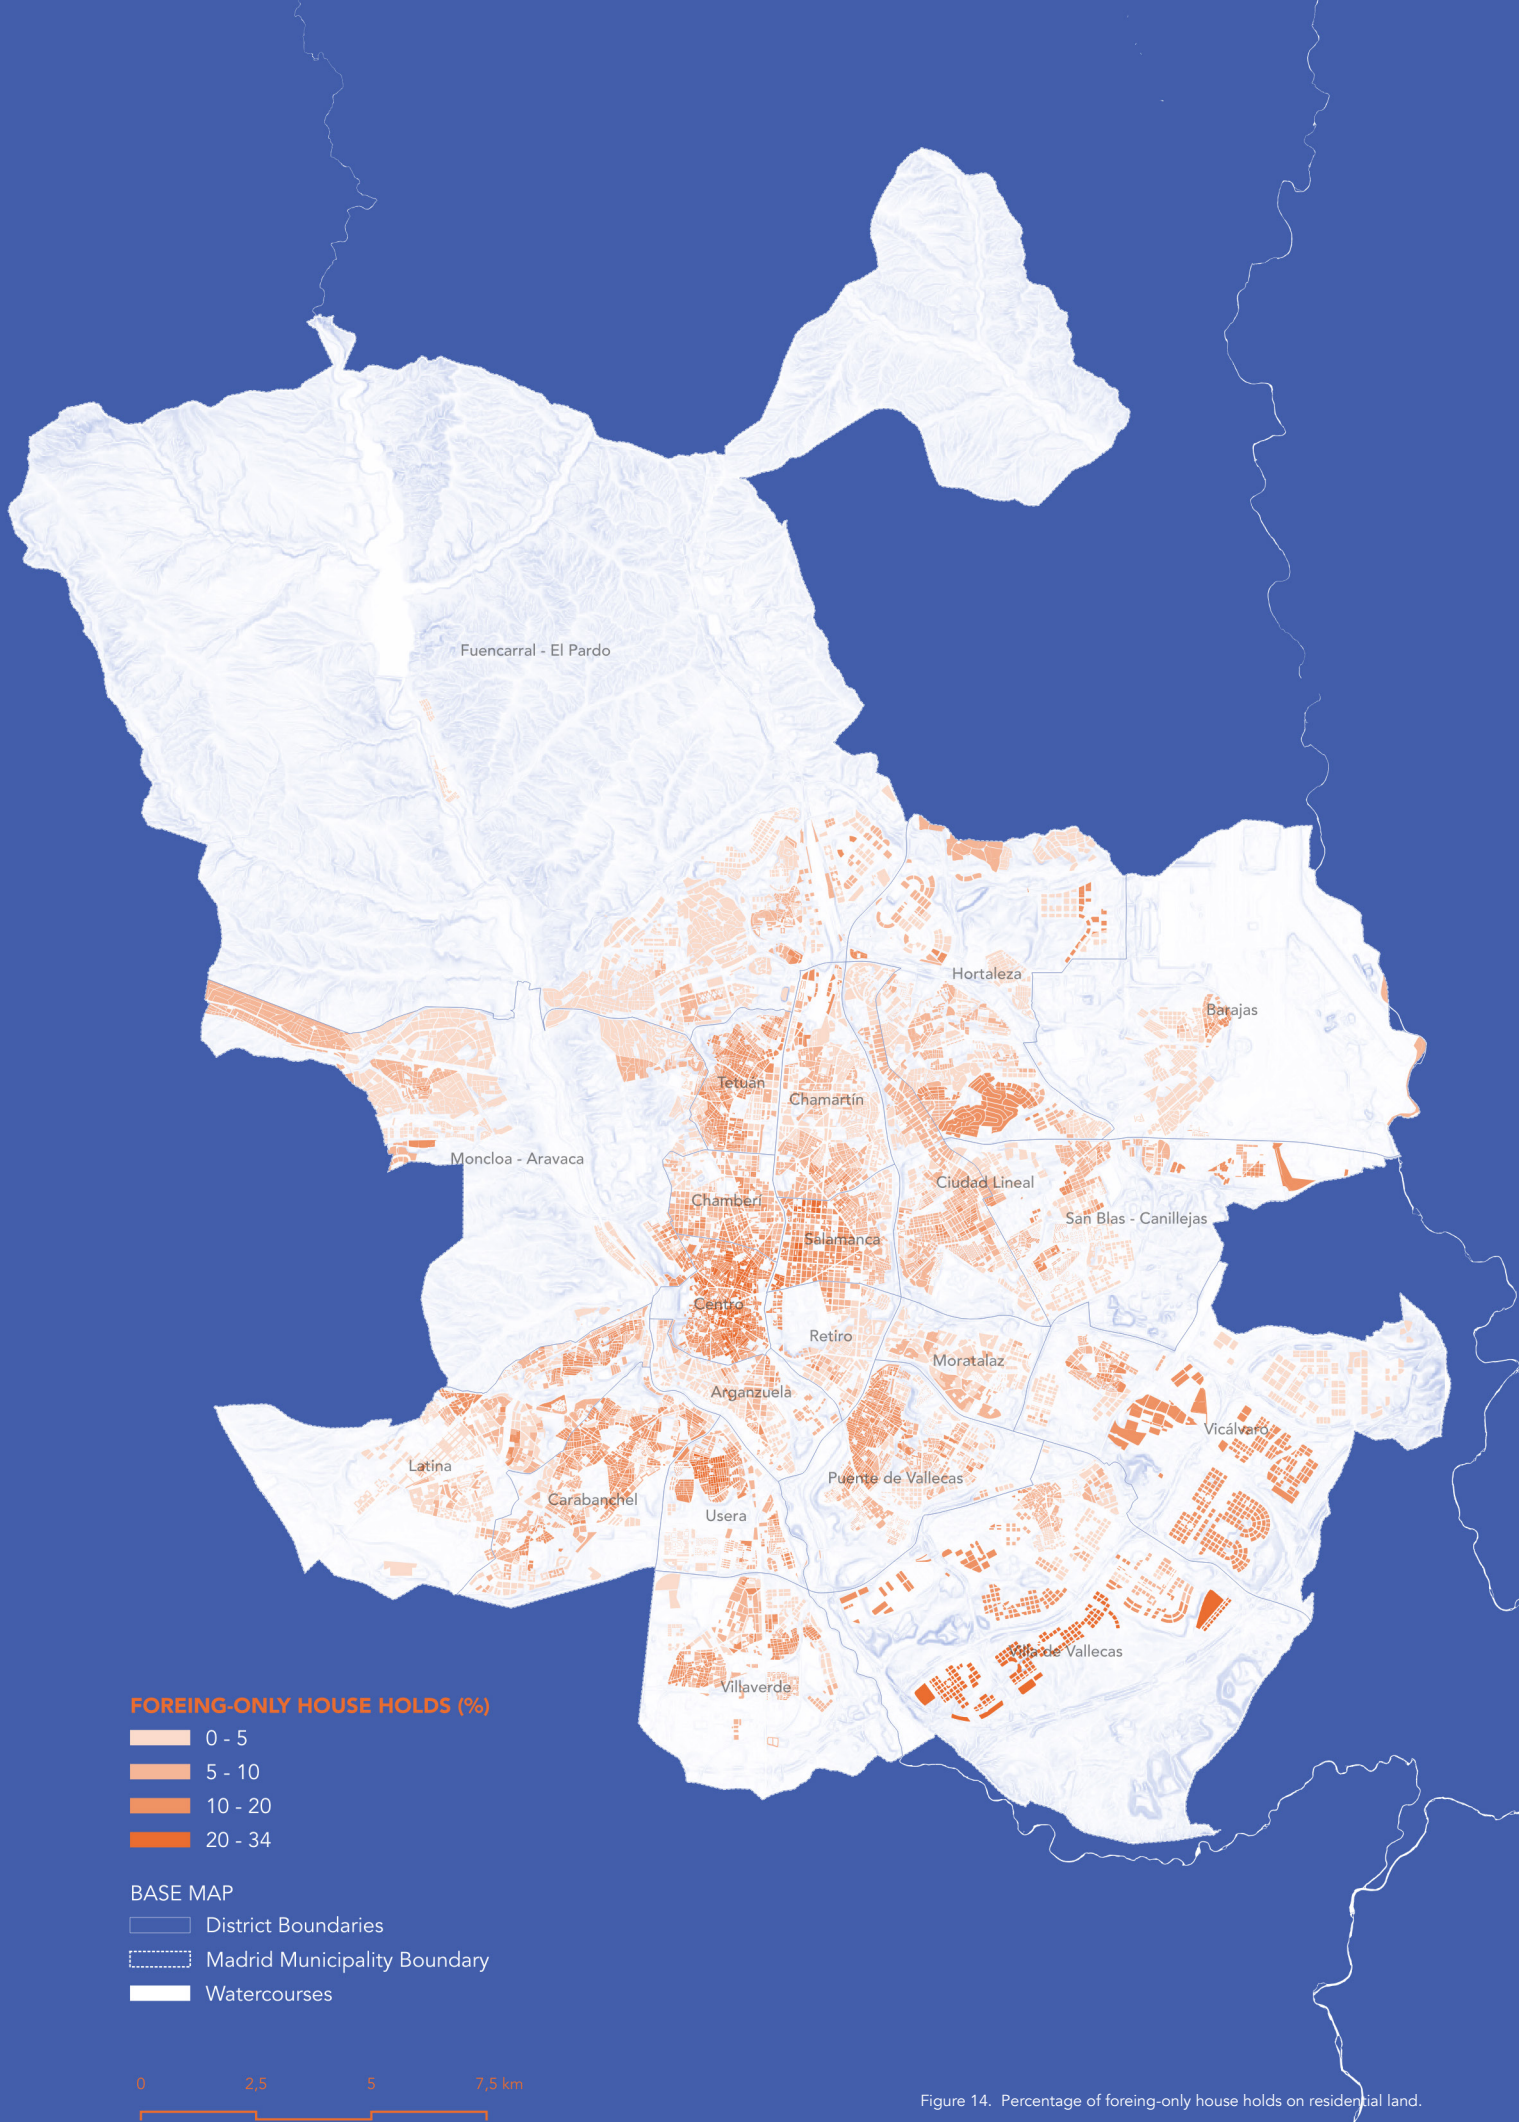 Fuencarral - El Pardo
Hortaleza
Barajas
Tetuán
Chamartín
Moncloa - Aravaca
Ciudad Lineal
Chamberí
San Blas - Canillejas
Salamanca
Centro
Retiro
Moratalaz
Arganzuela
Vicálvaro
Latina
Puente de Vallecas
Carabanchel
Usera
Villa de Vallecas
Villaverde
FOREING-ONLY HOUSE HOLDS (%)
0 - 5
5 - 10
10 - 20
20 - 34
BASE MAP
District Boundaries
Madrid Municipality Boundary
Watercourses
0 2,5 5 7,5 km
Figure 14. Percentage of foreing-only house holds on residential land.